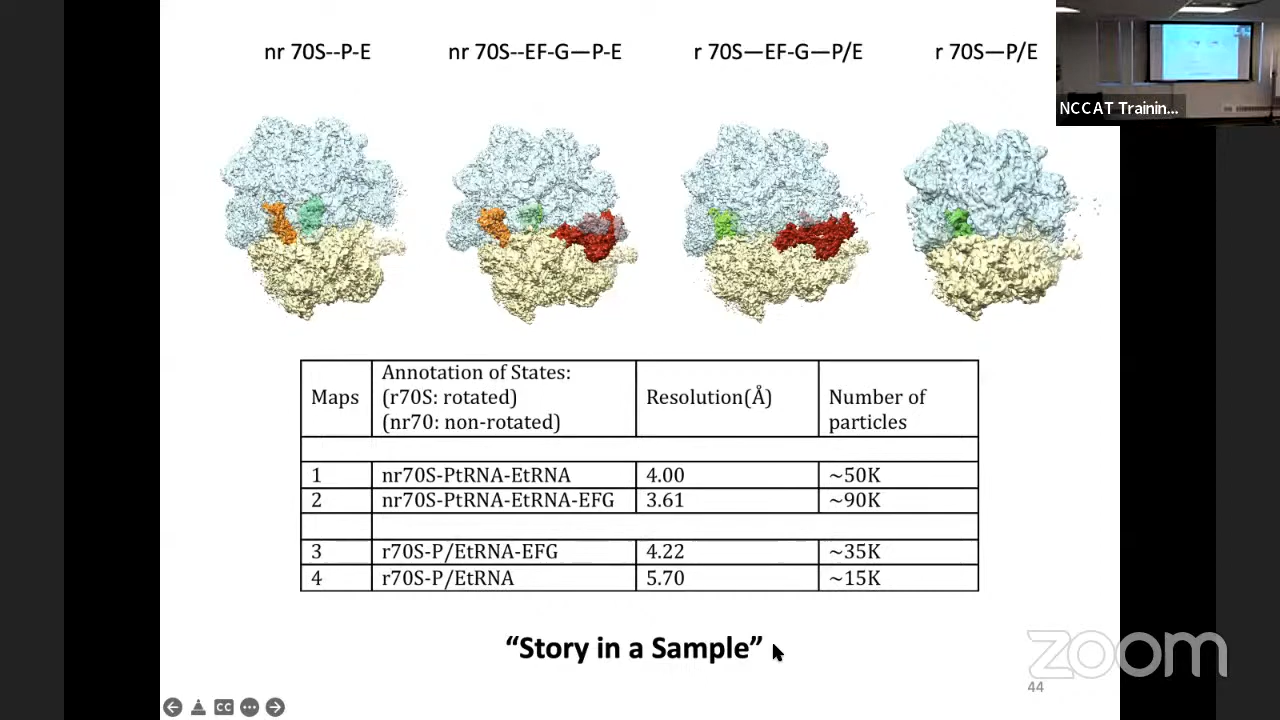 nr 70S--P-E
nr 70S--EF-G—P-E
r 70S—EF-G—P/E
r 70S—P/E
NCCAT Trainin...
Maps
Annotation of States:
(r70S: rotated)
(nr70: non-rotated)
Resolution(Å)
Number of
particles
1 nr70S-PtRNA-EtRNA 4.00 ~50K
2 nr70S-PtRNA-EtRNA-EFG 3.61 ~90K
3 r70S-P/EtRNA-EFG 4.22 ~35K
4 r70S-P/EtRNA 5.70 ~15K
“Story in a Sample”
zoom
44
CC